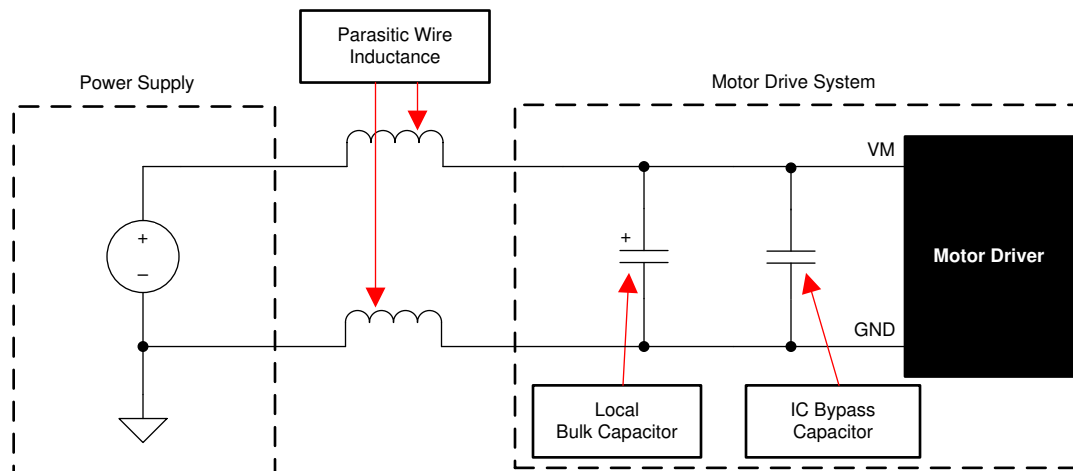 Parasitic Wire
Inductance
Power Supply
Motor Drive System
VM
+
–
+
Motor Driver
GND
Local
Bulk Capacitor
IC Bypass
Capacitor